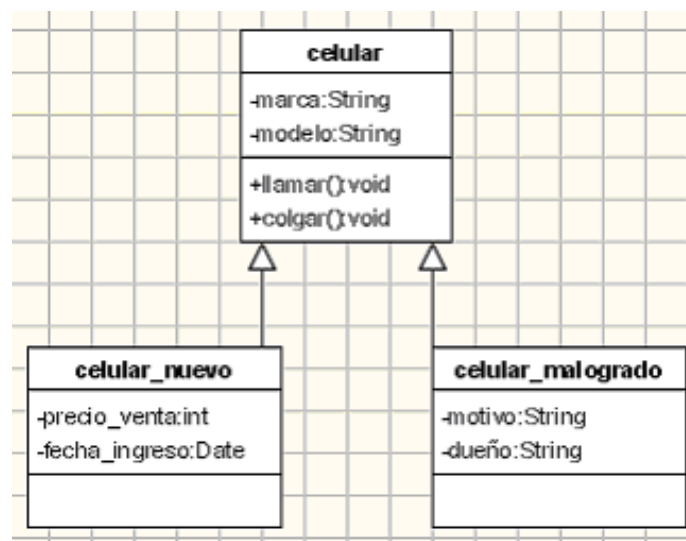 celular
-marca:String
-modelo:String
+llamar():void
+colgar():void
celular_nuevo
-precio_venta:int
-fecha_ingreso:Date
celular_malogrado
-motivo:String
-dueño:String